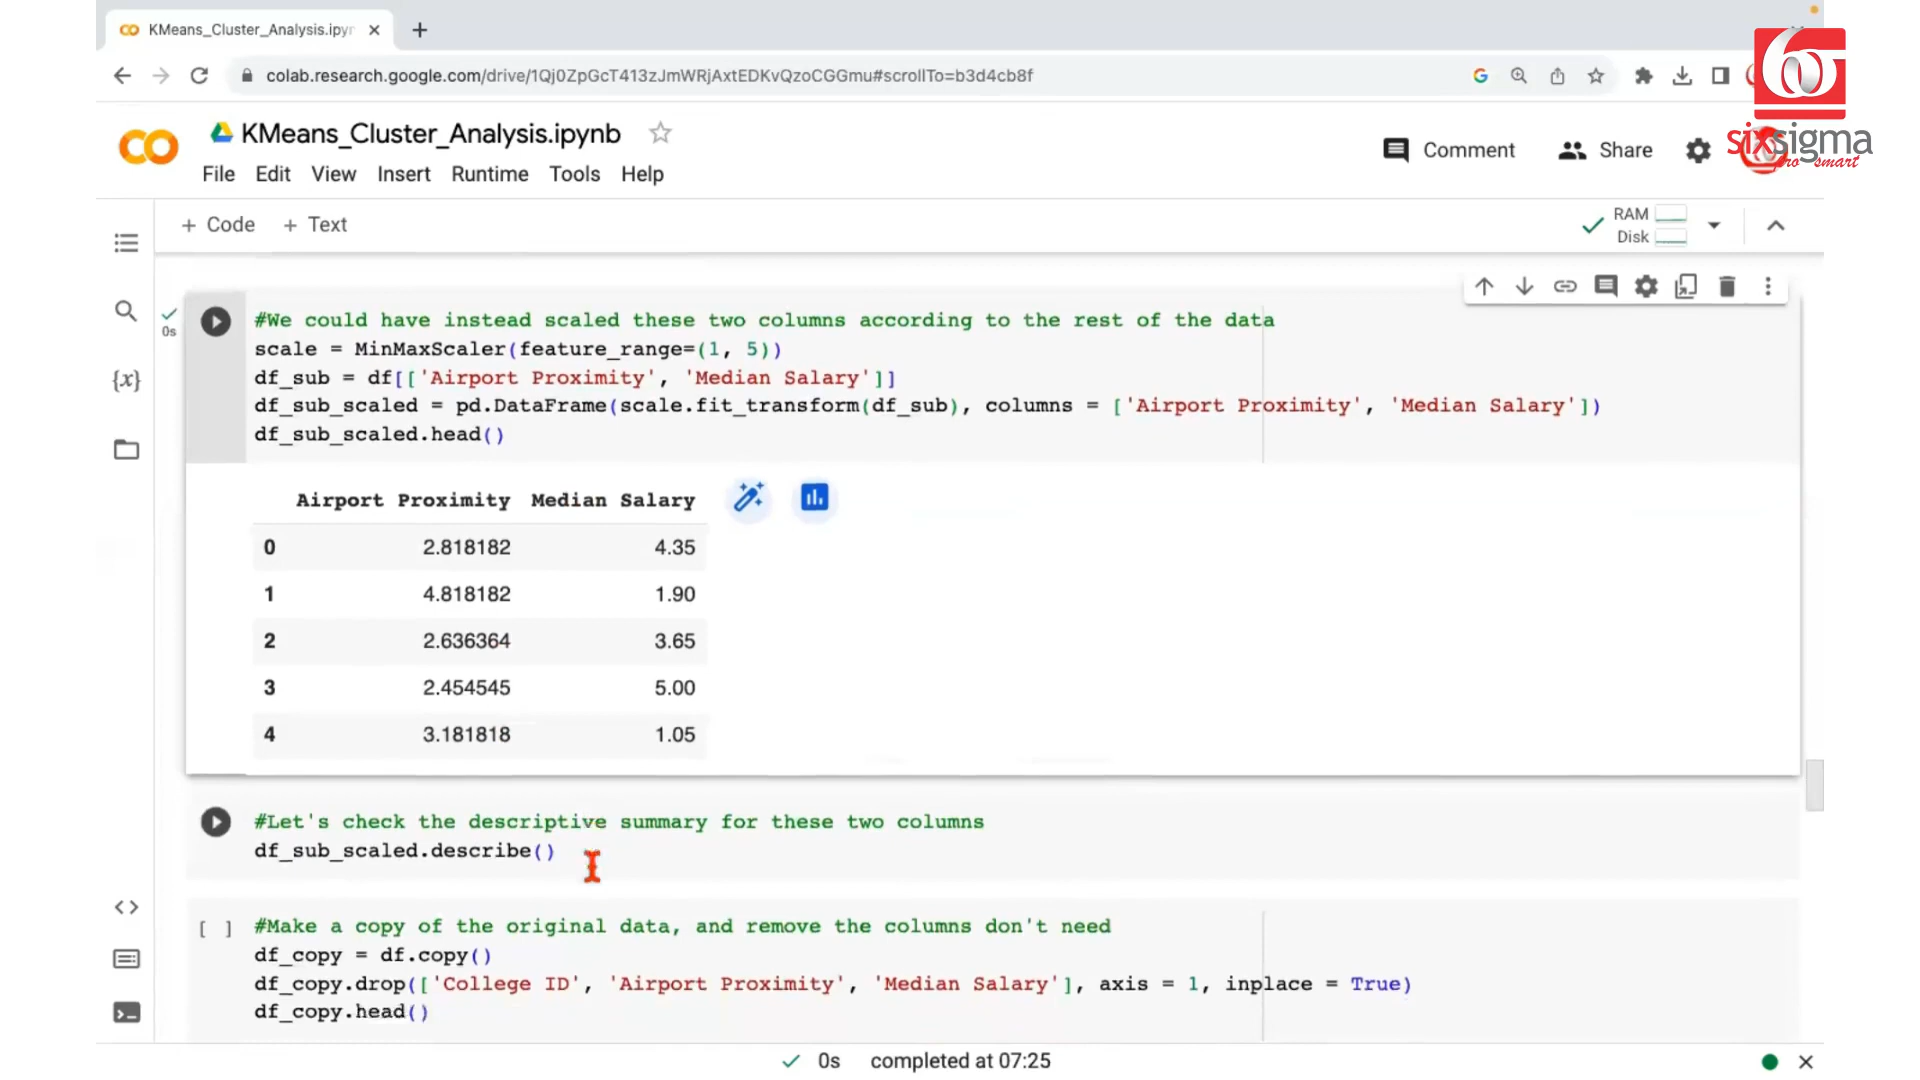 KMeans_Cluster_Analysis.ipyr
colab.research.google.com/drive/1Qj0ZpGcT413zJmWRjAxtEDKvQzoCGGmu#scrollTo=b3d4cb8f
sixsigma
pro smart
KMeans_Cluster_Analysis.ipynb
Comment
Share
File Edit View Insert Runtime Tools Help
+ Code + Text
RAM
Disk
0s
#We could have instead scaled these two columns according to the rest of the data
scale = MinMaxScaler(feature_range=(1, 5))
df_sub = df[['Airport Proximity', 'Median Salary']]
df_sub_scaled = pd.DataFrame(scale.fit_transform(df_sub), columns = ['Airport Proximity', 'Median Salary'])
df_sub_scaled.head()
Airport Proximity Median Salary
0 2.818182 4.35
1 4.818182 1.90
2 2.636364 3.65
3 2.454545 5.00
4 3.181818 1.05
#Let's check the descriptive summary for these two columns
df_sub_scaled.describe()
[ ] #Make a copy of the original data, and remove the columns don't need
df_copy = df.copy()
df_copy.drop(['College ID', 'Airport Proximity', 'Median Salary'], axis = 1, inplace = True)
df_copy.head()
0s completed at 07:25